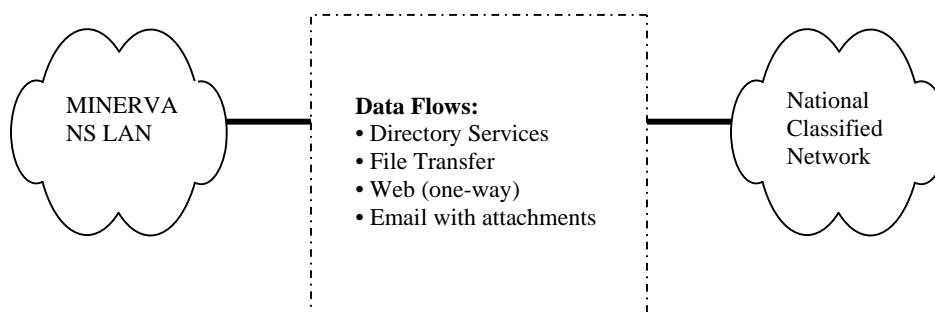 MINERVA
NS LAN
Data Flows:
• Directory Services
• File Transfer
• Web (one-way)
• Email with attachments
National
Classified
Network